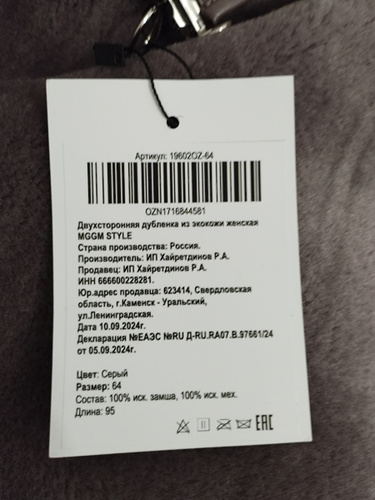 Артикул: 19602OZ-64
OZN1716844581
Двухсторонняя дубленка из экокожи женская
MGGM STYLE
Страна производства: Россия.
Производитель: ИП Хайретдинов Р.А.
Продавец: ИП Хайретдинов Р.А.
ИНН 666600228281.
Юр.адрес продавца: 623414, Свердловская
область, г.Каменск - Уральский,
ул.Ленинградская.
Дата 10.09.2024г.
Декларация №ЕАЭС №RU Д-RU.RA07.B.97661/24
от 05.09.2024г.
Цвет: Серый
Размер: 64
Состав: 100% иск. замша, 100% иск. мех.
Длина: 95
EAC